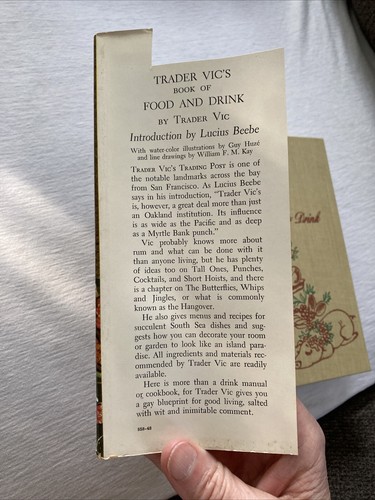 TRADER VIC'S
BOOK OF
FOOD AND DRINK
BY TRADER VIC
Introduction by Lucius Beebe
With water-color illustrations by Guy Huzé
and line drawings by William F. M. Kay
TRADER VIC'S TRADING POST is one of
the notable landmarks across the bay
from San Francisco. As Lucius Beebe
says in his introduction, "Trader Vic's
is, however, a great deal more than just
an Oakland institution. Its influence
is as wide as the Pacific and as deep
as a Myrtle Bank punch."
Vic probably knows more about
rum and what can be done with it
than anyone living, but he has plenty
of ideas too on Tall Ones, Punches,
Cocktails, and Short Hoists, and there
is a chapter on The Butterflies, Whips
and Jingles, or what is commonly
known as the Hangover.
He also gives menus and recipes for
succulent South Sea dishes and sug-
gests how you can decorate your room
or garden to look like an island para-
dise. All ingredients and materials rec-
ommended by Trader Vic are readily
available.
Here is more than a drink manual
or cookbook, for Trader Vic gives you
a gay blueprint for good living, salted
with wit and inimitable comment.
Drink